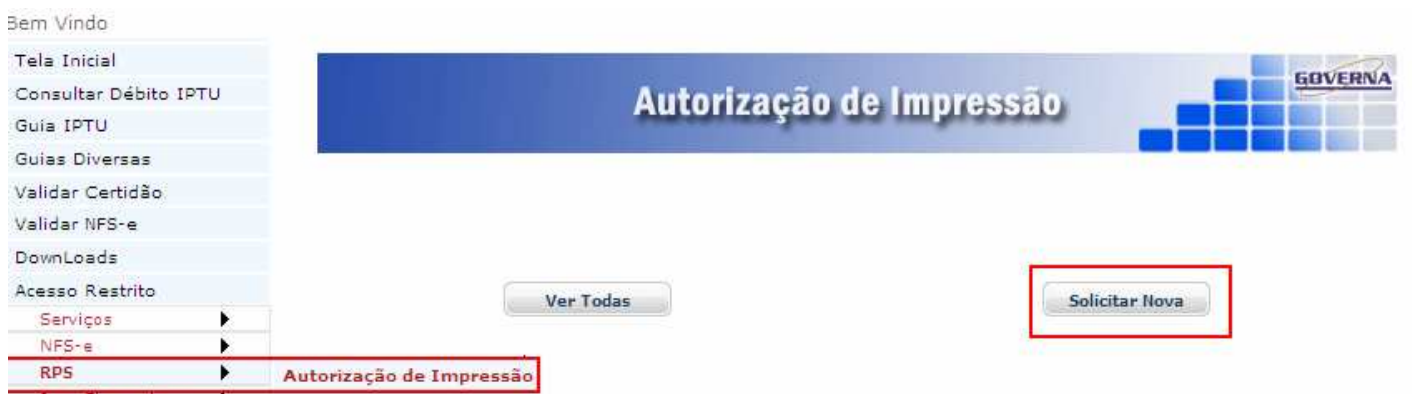 Bem Vindo
Tela Inicial
Consultar Débito IPTU
Guia IPTU
Guias Diversas
Validar Certidão
Validar NFS-e
DownLoads
Acesso Restrito
Serviços
NFS-e
RPS
Autorização de Impressão
Autorização de Impressão
GOVERNA
Ver Todas
Solicitar Nova